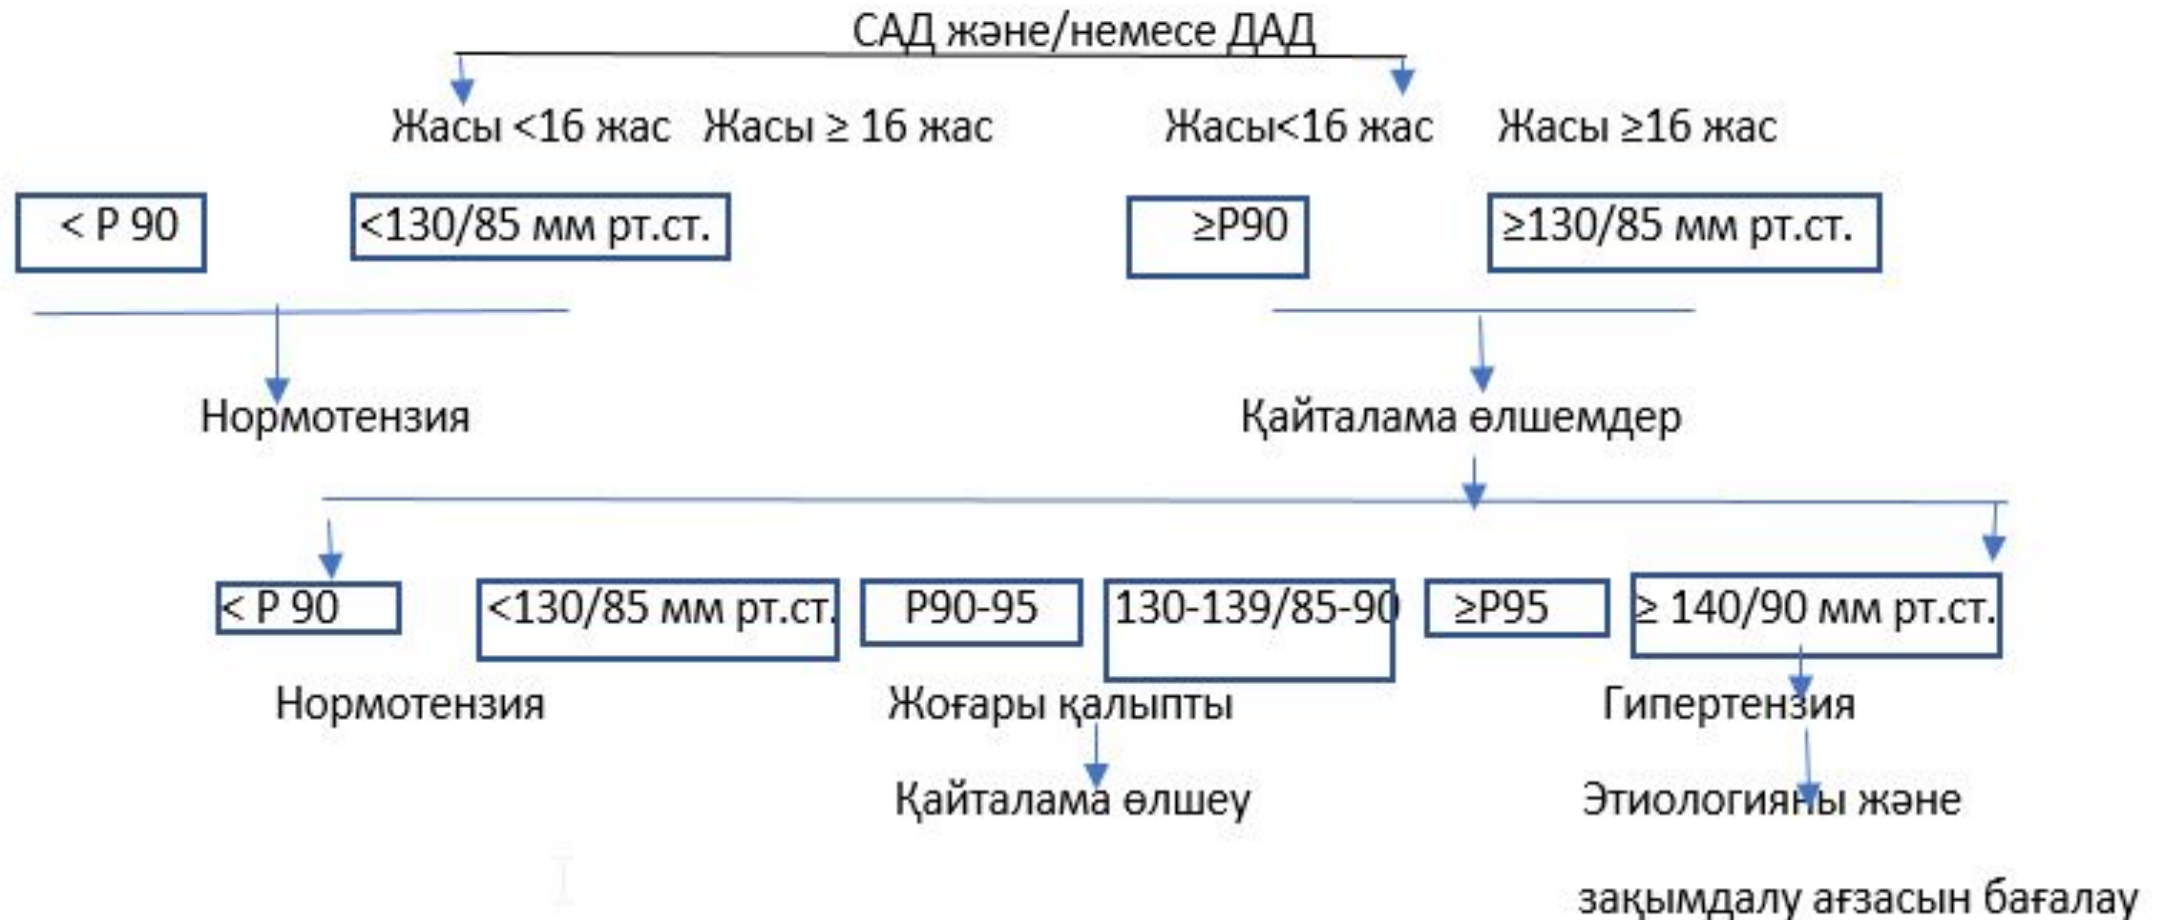 САД және/немесе ДАД
Жасы <16 жас Жасы ≥ 16 жас Жасы<16 жас Жасы ≥16 жас
< Р 90 <130/85 мм рт.ст. ≥Р90 ≥130/85 мм рт.ст.
Нормотензия Қайталама өлшемдер
< Р 90 <130/85 мм рт.ст. Р90-95 130-139/85-90 ≥Р95 ≥ 140/90 мм рт.ст.
Нормотензия Жоғары қалыпты Гипертензия
Қайталама өлшеу Этиологияны және
зақымдалу ағзасын бағалау